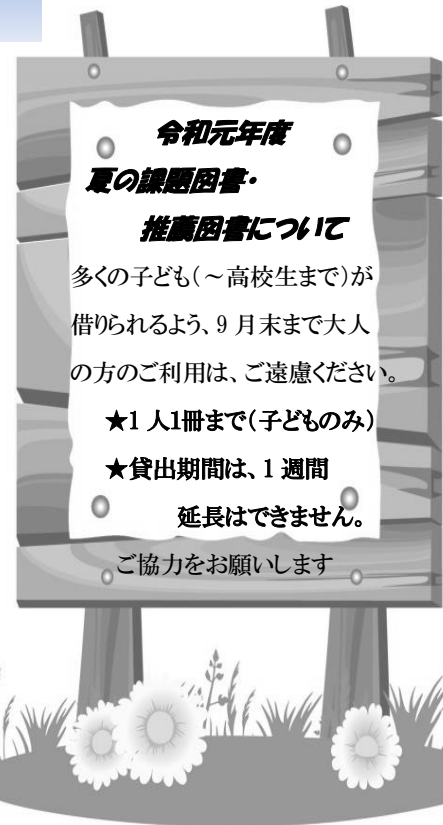 令和元年度
夏の課題図書・
推薦図書について
多くの子ども(～高校生まで)が
借りられるよう、9月末まで大人
の方のご利用は、ご遠慮ください。
★1人1冊まで(子どものみ)
★貸出期間は、1週間
延長はできません。
ご協力をお願いします